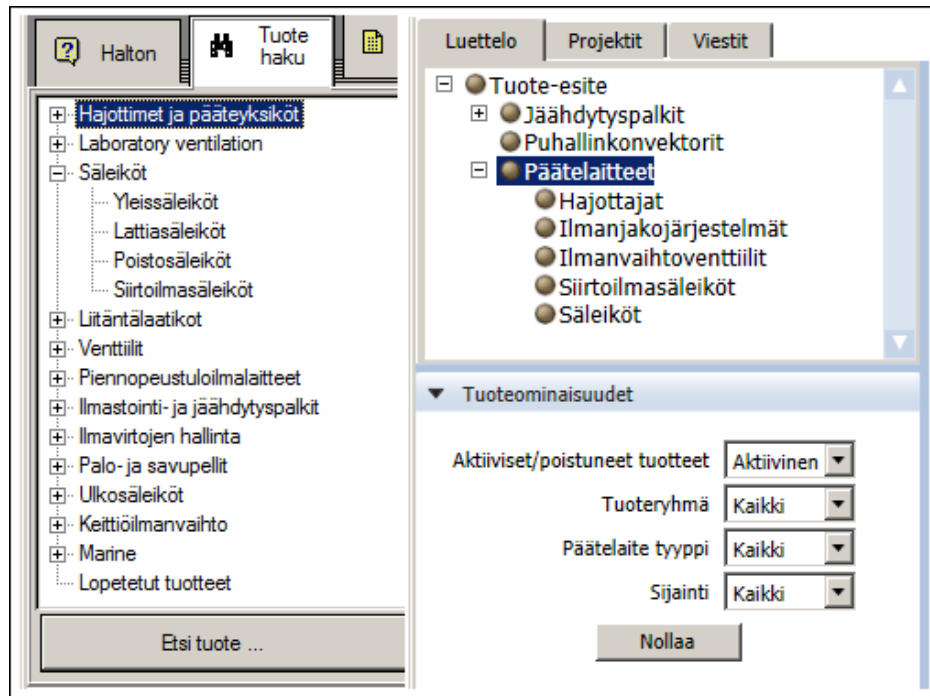 Halton
Tuote
haku
Hajottimet ja pääteyksiköt
Laboratory ventilation
Säleiköt
Yleissäleiköt
Lattiasäleiköt
Poistosäleiköt
Siirtoilmasäleiköt
Liitäntälaatikot
Venttiilit
Piennopeustuloilmalaitteet
Ilmastointi- ja jäähdytyspalkit
Ilmavirtojen hallinta
Palo- ja savupellit
Ulkosäleiköt
Keittiöilmanvaihto
Marine
Lopetetut tuotteet
Etsi tuote ...
Luettelo
Projektit
Viestit
Tuote-esite
Jäähdytyspalkit
Puhallinkonvektorit
Päätelaitteet
Hajottajat
Ilmanjakojärjestelmät
Ilmanvaihtoventtiilit
Siirtoilmasäleiköt
Säleiköt
Tuoteominaisuudet
Aktiiviset/poistuneet tuotteet Aktiivinen
Tuoteryhmä Kaikki
Päätelaite tyyppi Kaikki
Sijainti Kaikki
Nollaa